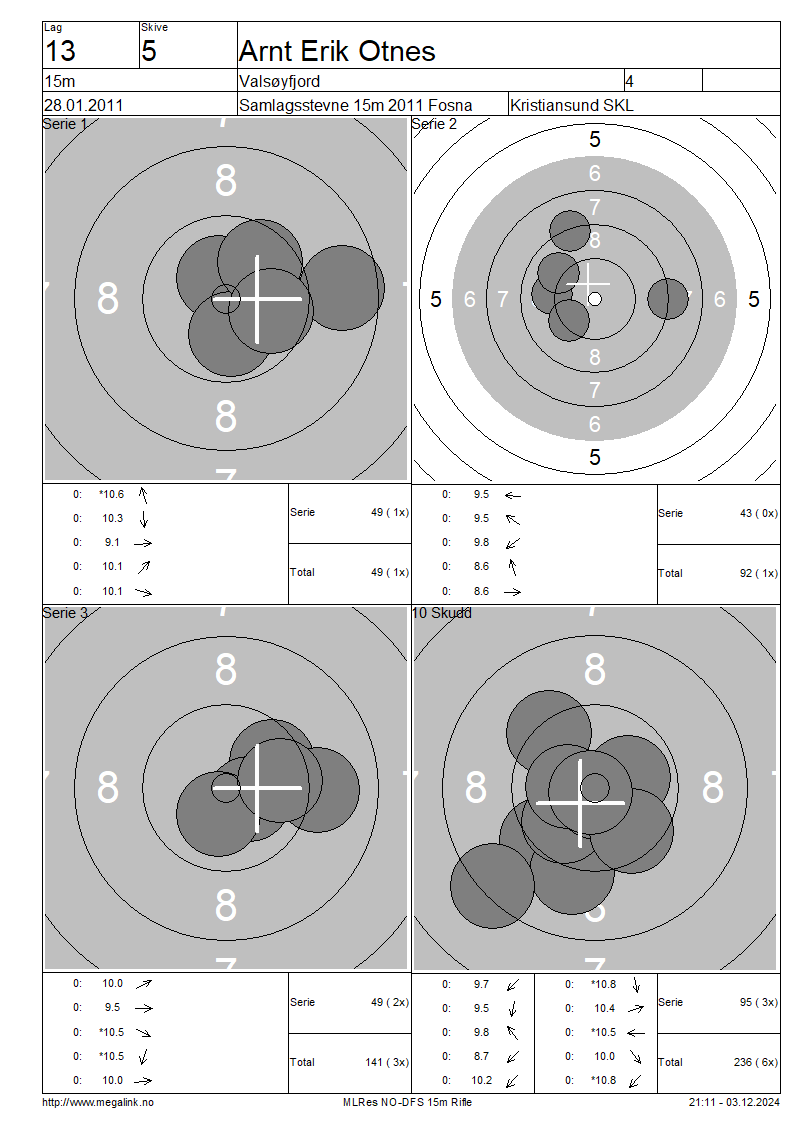 Lag Skive
13 5 Arnt Erik Otnes
15m Valsøyfjord 4
28.01.2011 Samlagsstevne 15m 2011 Fosna Kristiansund SKL
Serie 1
7
8
7 8 7
8
7
0: *10.6
0: 10.3
0: 9.1
0: 10.1
0: 10.1
Serie 49 ( 1x)
Total 49 ( 1x)
Serie 2
5
6
7
8
5 6 7 7 6 5
8
7
6
5
0: 9.5
0: 9.5
0: 9.8
0: 8.6
0: 8.6
Serie 43 ( 0x)
Total 92 ( 1x)
Serie 3
7
8
7 8 7
8
7
0: 10.0
0: 9.5
0: *10.5
0: *10.5
0: 10.0
Serie 49 ( 2x)
Total 141 ( 3x)
10 Skudd
7
8
7 8 8 7
8
7
0: 9.7 0: *10.8
0: 9.5 0: 10.4
0: 9.8 0: *10.5
0: 8.7 0: 10.0
0: 10.2 0: *10.8
Serie 95 ( 3x)
Total 236 ( 6x)
http://www.megalink.no MLRes NO-DFS 15m Rifle 21:11 - 03.12.2024